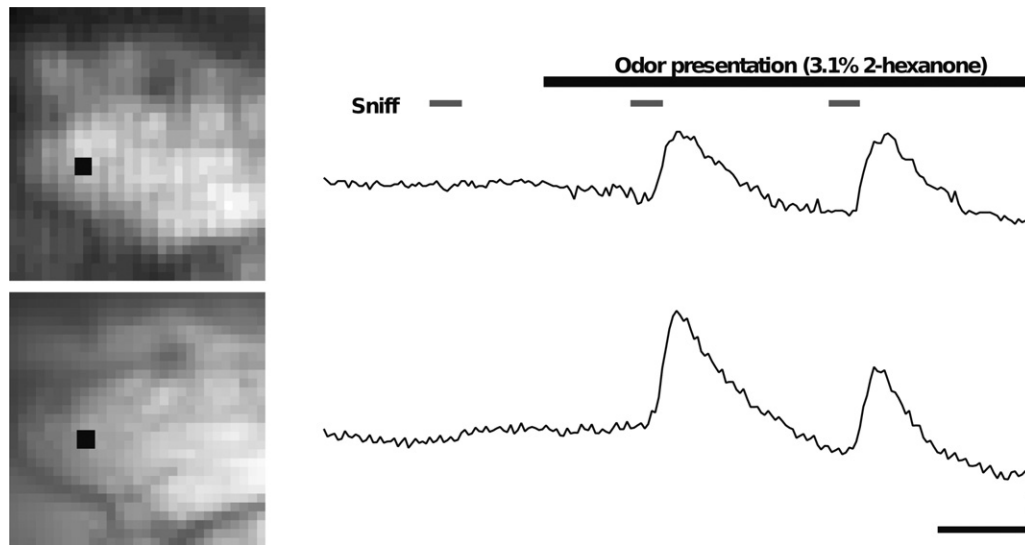 Odor presentation (3.1% 2-hexanone)
Sniff